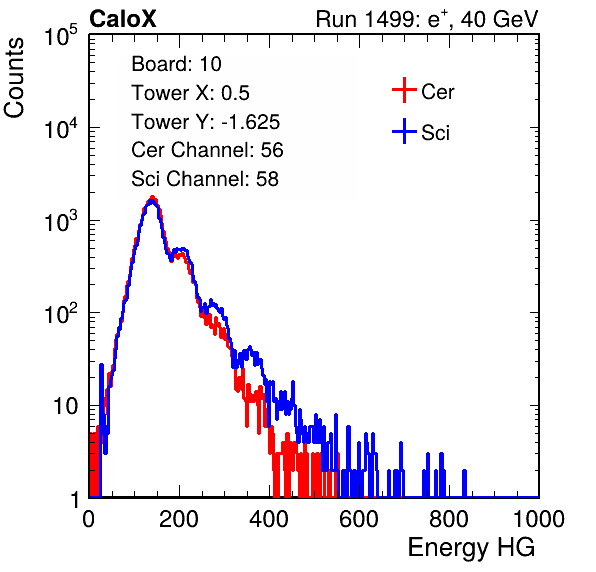 CaloX Run 1499: e⁺, 40 GeV
Counts
Board: 10
Tower X: 0.5
Tower Y: -1.625
Cer Channel: 56
Sci Channel: 58
Cer
Sci
10⁵
10⁴
10³
10²
10
1
0 200 400 600 800 1000
Energy HG